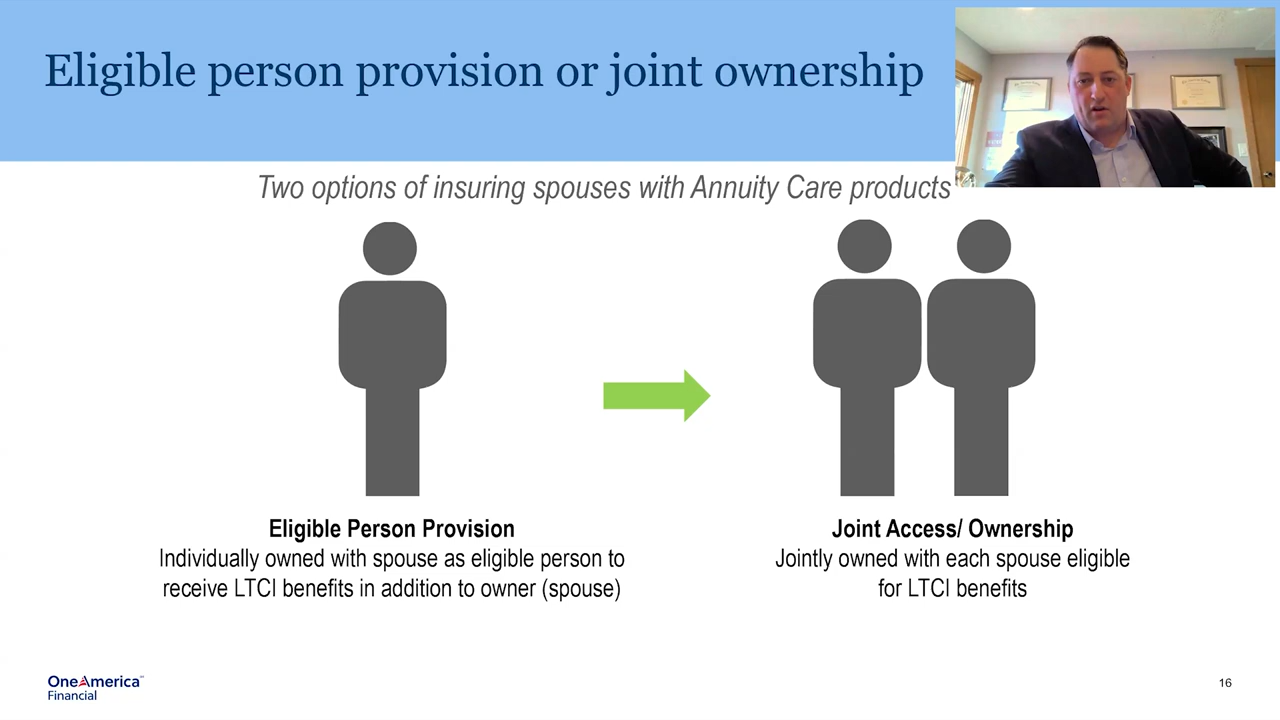 Eligible person provision or joint ownership
Two options of insuring spouses with Annuity Care products
Eligible Person Provision
Individually owned with spouse as eligible person to
receive LTCI benefits in addition to owner (spouse)
Joint Access/ Ownership
Jointly owned with each spouse eligible
for LTCI benefits
OneAmerica
Financial
16